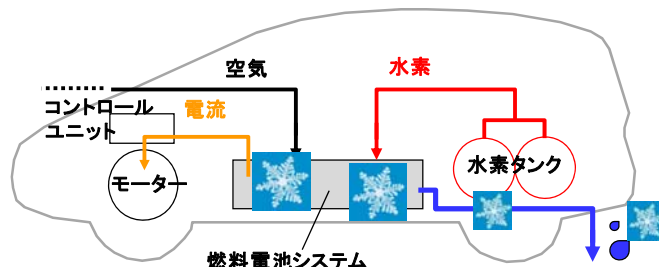 空気
水素
コントロール
ユニット
電流
モーター
水素タンク
燃料電池システム